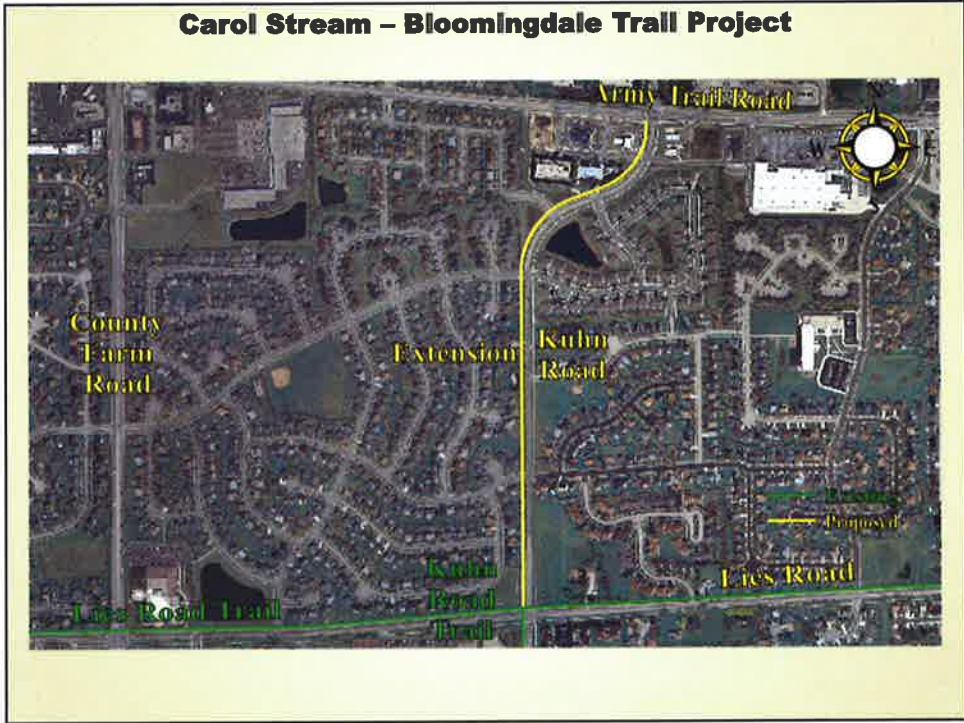 Carol Stream – Bloomingdale Trail Project
Army Trail Road
N
W
E
S
County
Farm
Road
Extension
Kuhn
Road
Existing
Proposed
Kuhn
Road
Trail
Lies Road
Lies Road Trail